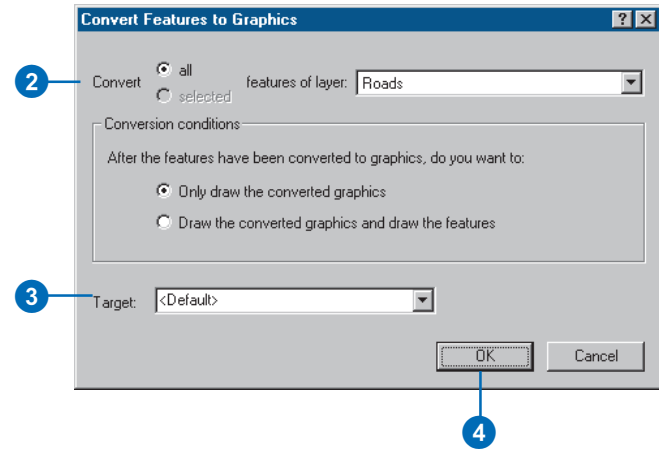 Convert Features to Graphics
2
Convert
all
selected
features of layer:
Roads
Conversion conditions
After the features have been converted to graphics, do you want to:
Only draw the converted graphics
Draw the converted graphics and draw the features
3
Target:
<Default>
OK
Cancel
4